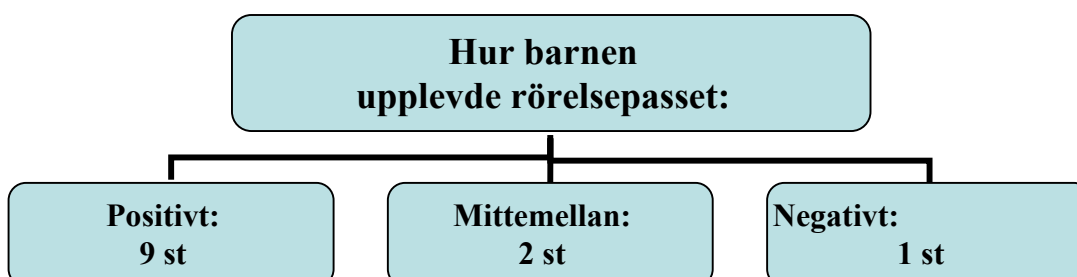 Hur barnen
upplevde rörelsepasset:
Positivt:
9 st
Mittemellan:
2 st
Negativt:
1 st